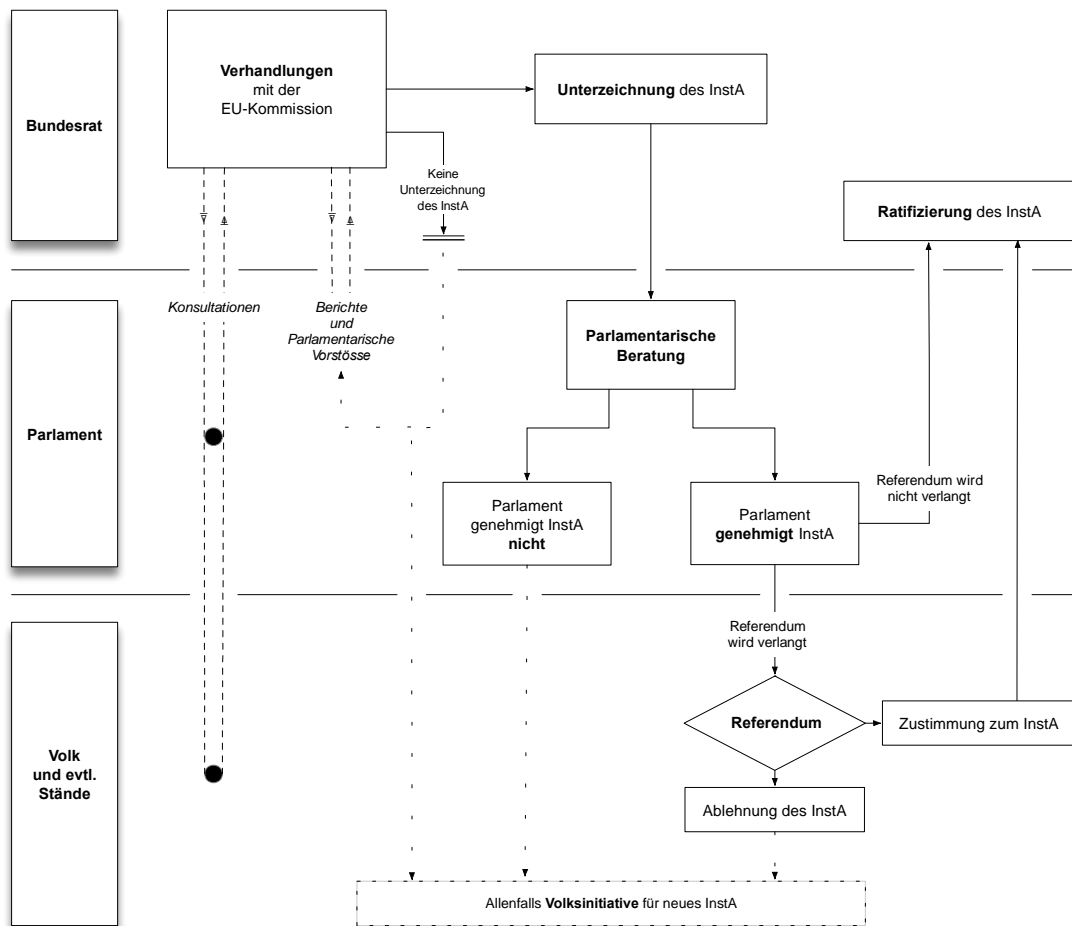 Verhandlungen
mit der
EU-Kommission
Unterzeichnung des InstA
Bundesrat
Keine
Unterzeichnung
des InstA
Ratifizierung des InstA
Konsultationen
Berichte
und
Parlamentarische
Vorstösse
Parlamentarische
Beratung
Parlament
Parlament
genehmigt InstA
nicht
Parlament
genehmigt InstA
Referendum wird
nicht verlangt
Referendum
wird verlangt
Referendum
Zustimmung zum InstA
Volk
und evtl.
Stände
Ablehnung des InstA
Allenfalls Volksinitiative für neues InstA